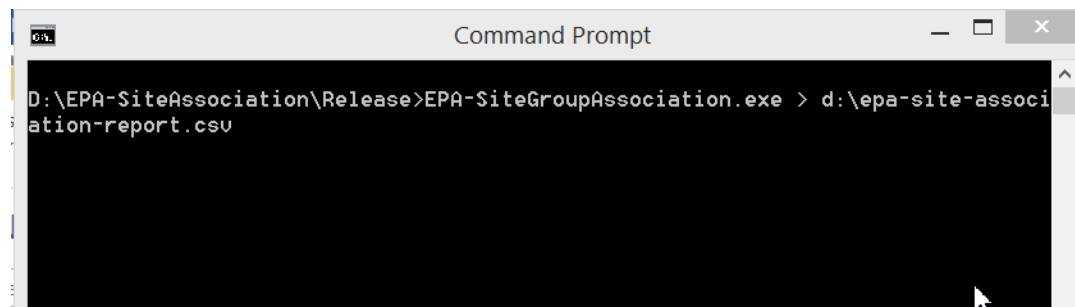 Command Prompt
D:\EPA-SiteAssociation\Release>EPA-SiteGroupAssociation.exe > d:\epa-site-associ
ation-report.csv